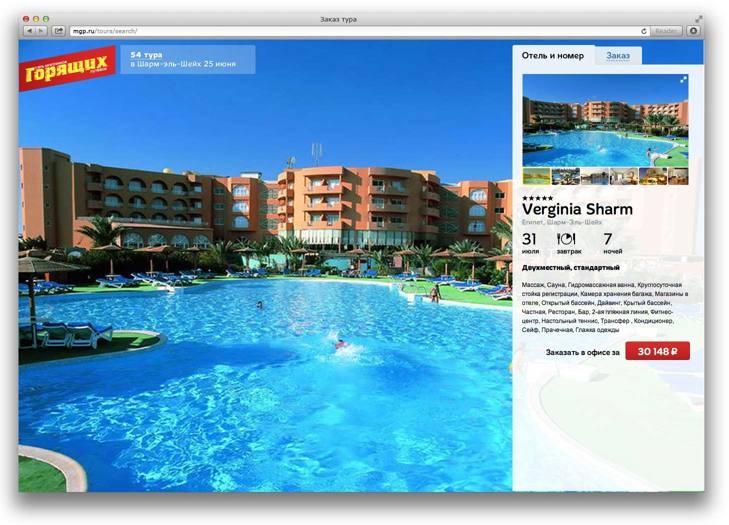 Заказ тура
mgp.ru/tours/search/
Reader
Горящих
54 тура
в Шарм-эль-Шейх 25 июня
Отель и номер
Заказ
★★★★★
Verginia Sharm
Египет, Шарм-Эль-Шейх
31 7
июля завтрак ночей
Двухместный, стандартный
Массаж, Сауна, Гидромассажная ванна, Круглосуточная
стойка регистрации, Камера хранения багажа, Магазины в
отеле, Открытый бассейн, Дайвинг, Крытый бассейн,
Частная, Ресторан, Бар, 2-ая пляжная линия, Фитнес-
центр, Настольный теннис, Трансфер , Кондиционер,
Сейф, Прачечная, Глажка одежды
Заказать в офисе за 30 148 ₽